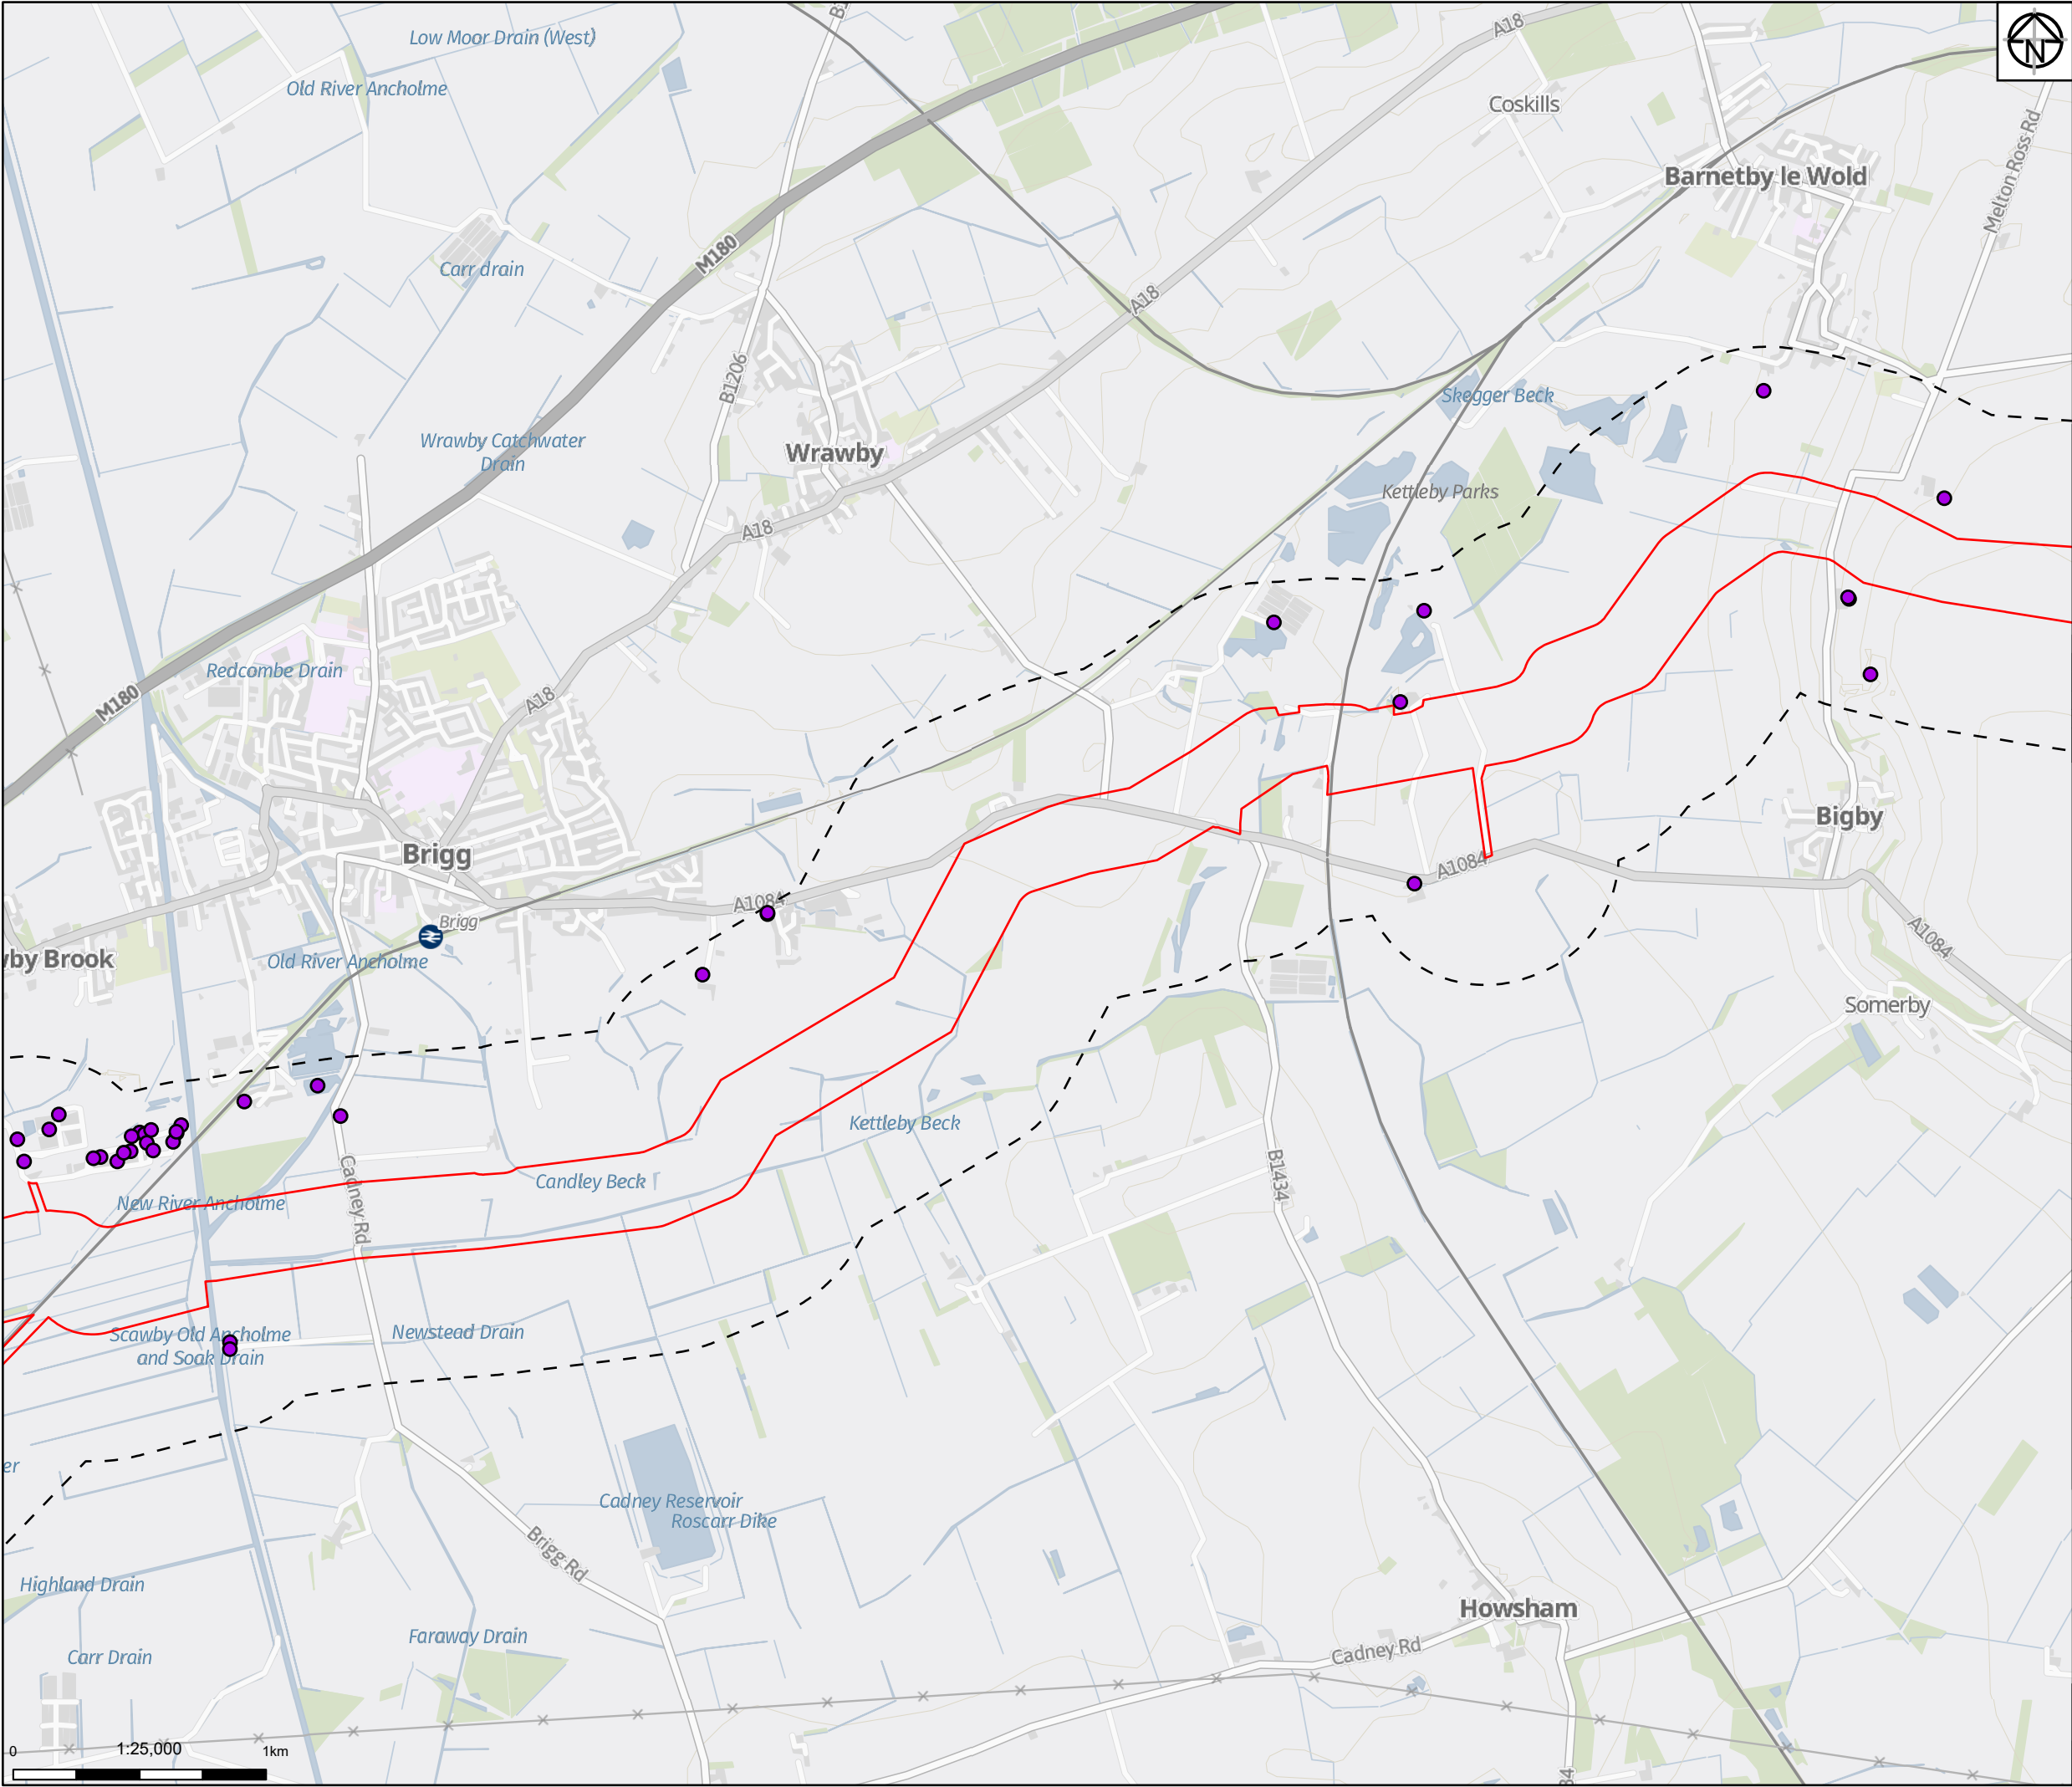 Low Moor Drain (West)
Old River Ancholme
A18
N
Coskills
Melton Ross Rd
Barnetby le Wold
M180
Carr drain
A18
B1206
Skegger Beck
Wrawby Catchwater
Drain
Wrawby
Kettleby Parks
A18
Redcombe Drain
M180
A18
Bigby
Brigg
A1084
A1084
Brigg
A1084
wby Brook
Old River Ancholme
Somerby
Kettleby Beck
Candley Beck
Cadney Rd
B1434
New River Ancholme
Scawby Old Ancholme
and Soak Drain
Newstead Drain
er
Cadney Reservoir
Roscarr Dike
Brigg Rd
Highland Drain
Howsham
Faraway Drain
Cadney Rd
Carr Drain
0
1:25,000
1km
34